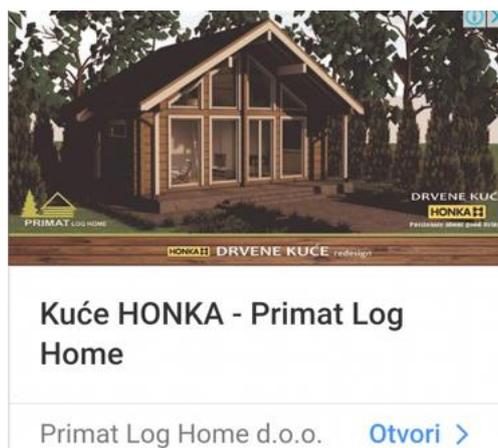 DRVENE KUĆ
HONKA
PRIMAT LOG HOME
HONKA DRVENE KUĆE redesign
Kuće HONKA - Primat Log
Home
Primat Log Home d.o.o.
Otvori